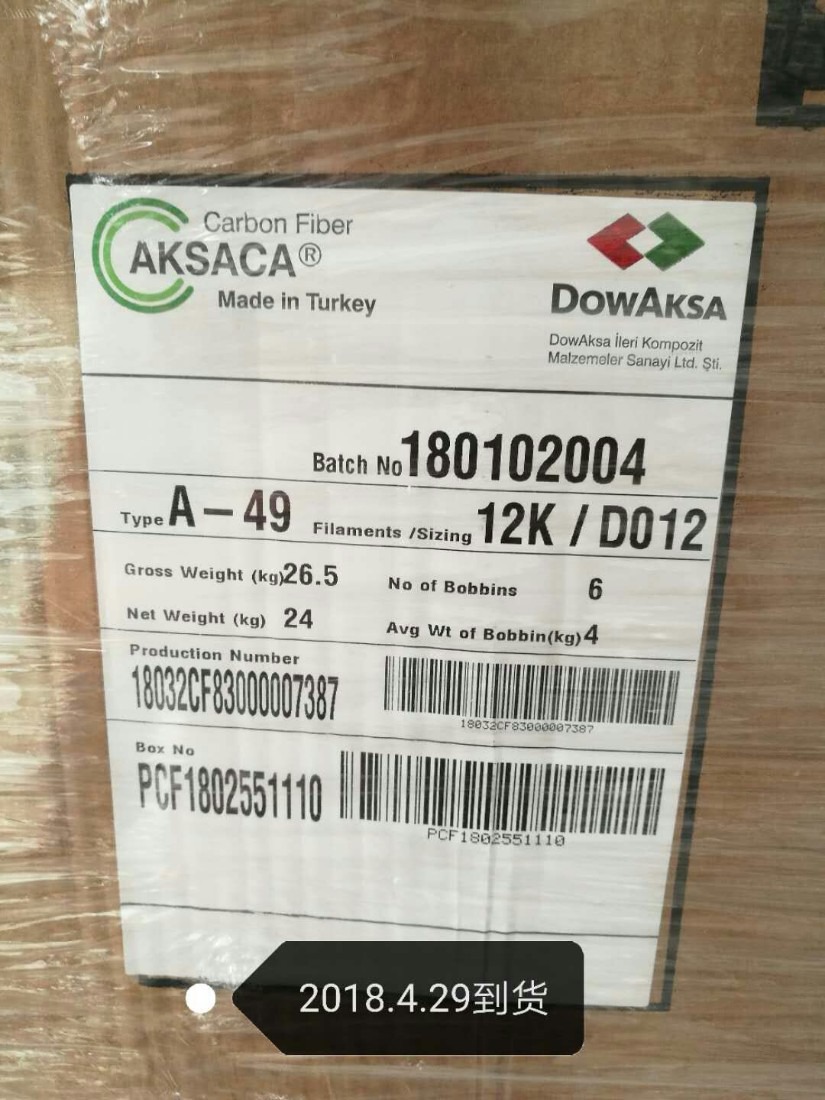 Carbon Fiber
AKSACA®
Made in Turkey
DOWAKSA
DowAksa İleri Kompozit
Malzemeler Sanayi Ltd. Şti.
Batch No 180102004
Type A-49 Filaments /Sizing 12K / D012
Gross Weight (kg) 26.5 No of Bobbins 6
Net Weight (kg) 24 Avg Wt of Bobbin(kg) 4
Production Number
18032CF83000007387
18032CF83000007387
Box No
PCF1802551110
PCF1802551110
2018.4.29到货